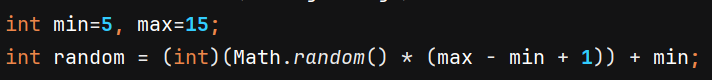 int min=5, max=15;
int random = (int)(Math.random() * (max - min + 1)) + min;